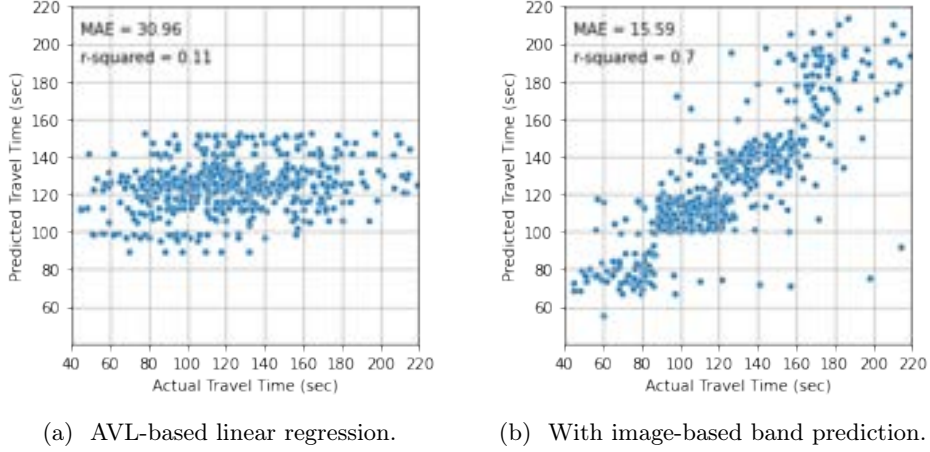 220
200
180
160
140
120
100
80
60
MAE = 30.96
r-squared = 0.11
Predicted Travel Time (sec)
40 60 80 100 120 140 160 180 200 220
Actual Travel Time (sec)
(a) AVL-based linear regression.
220
200
180
160
140
120
100
80
60
MAE = 15.59
r-squared = 0.7
Predicted Travel Time (sec)
40 60 80 100 120 140 160 180 200 220
Actual Travel Time (sec)
(b) With image-based band prediction.